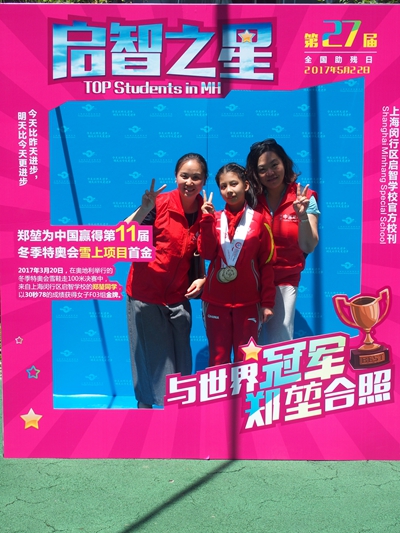 启智之星
TOP Students in MH
第27届
全国助残日
2017年5月22日
今天比昨天进步,
明天比今天更进步
上海闵行区启智学校官方校刊
Shanghai Minhang Special School
郑堃为中国赢得第11届
冬季特奥会雪上项目首金
2017年3月20日,在奥地利举行的
冬季特奥会雪鞋走100米决赛中,
来自上闵行区启智学校的郑堃同学,
以30秒78的成绩获得女子F03组金牌。
与世界冠军
郑堃合照